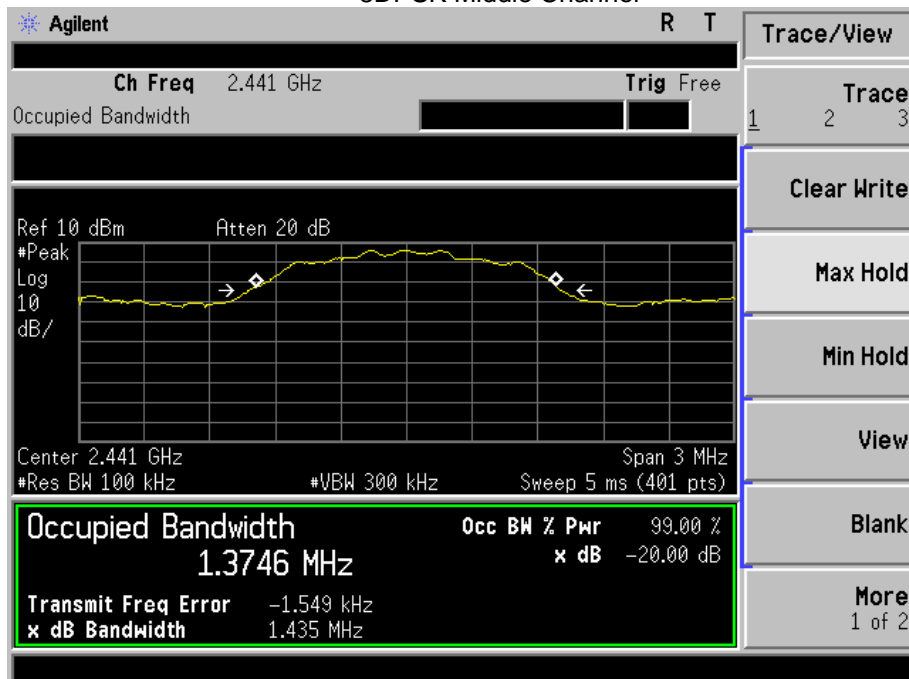 Agilent R T
Trace/View
Ch Freq 2.441 GHz Trig Free
Occupied Bandwidth
Trace
1 2 3
Clear Write
Ref 10 dBm Atten 20 dB
#Peak
Log
10
dB/
Max Hold
Min Hold
View
Center 2.441 GHz Span 3 MHz
#Res BW 100 kHz #VBW 300 kHz Sweep 5 ms (401 pts)
Occupied Bandwidth Occ BW % Pwr 99.00 %
1.3746 MHz x dB -20.00 dB
Blank
Transmit Freq Error -1.549 kHz
x dB Bandwidth 1.435 MHz
More
1 of 2